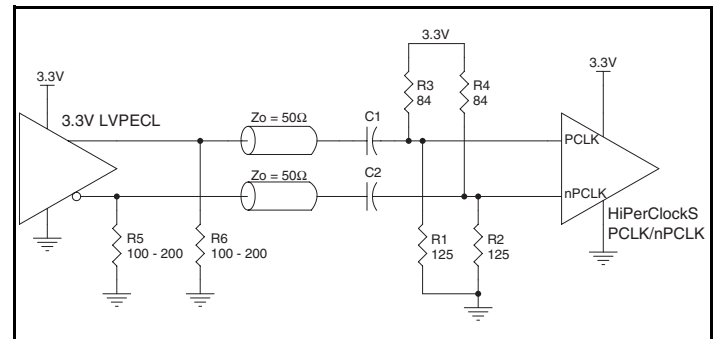 3.3V
3.3V LVPECL
R5
100 - 200
R6
100 - 200
Zo = 50Ω
Zo = 50Ω
C1
C2
3.3V
R3
84
R4
84
R1
125
R2
125
3.3V
PCLK
nPCLK
HiPerClockS
PCLK/nPCLK